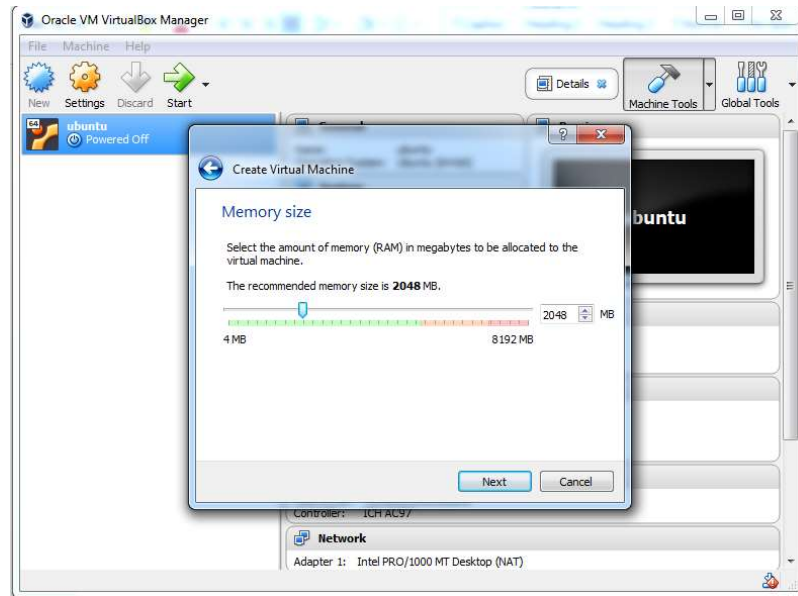 Oracle VM VirtualBox Manager
File Machine Help
New Settings Discard Start
Details
Machine Tools
Global Tools
64
ubuntu
Powered Off
Create Virtual Machine
Memory size
Select the amount of memory (RAM) in megabytes to be allocated to the
virtual machine.
The recommended memory size is 2048 MB.
2048 MB
4 MB 8192 MB
Next Cancel
buntu
Controller: ICH AC97
Network
Adapter 1: Intel PRO/1000 MT Desktop (NAT)